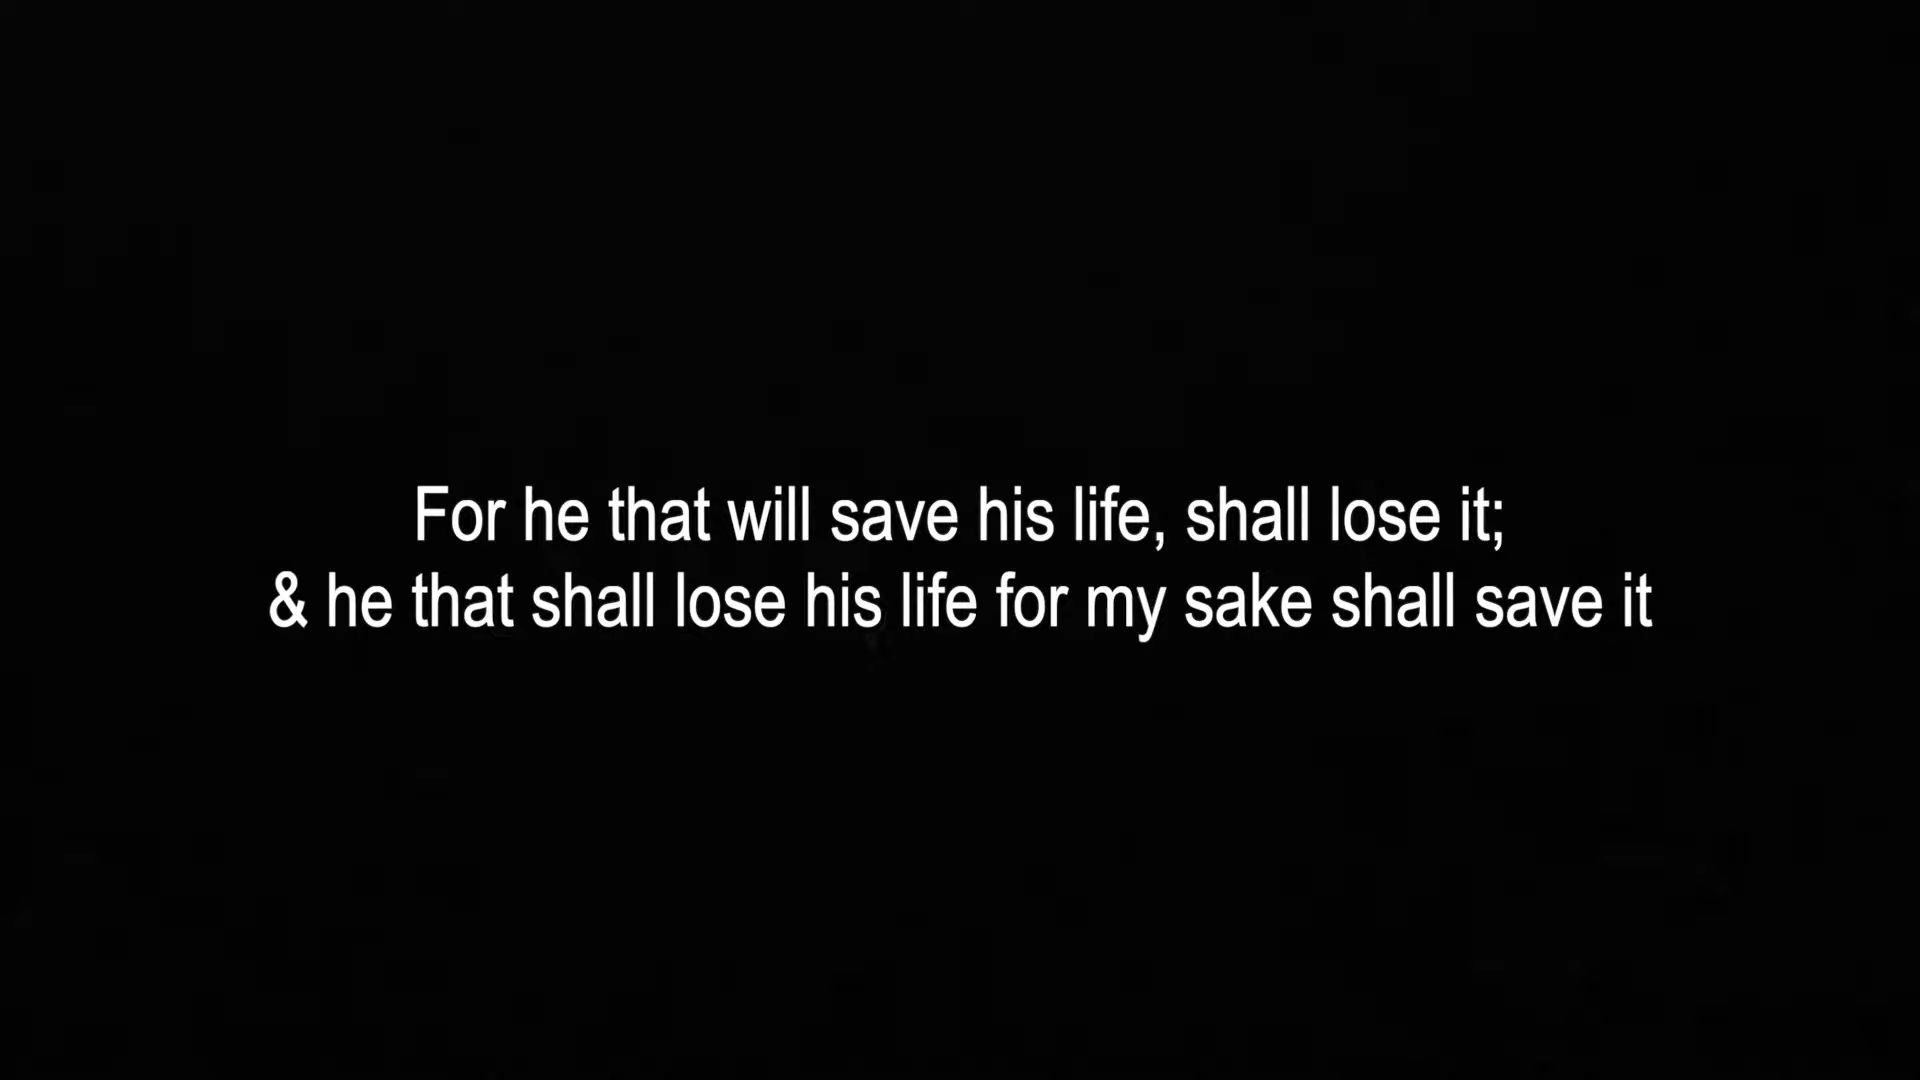 For he that will save his life, shall lose it;
& he that shall lose his life for my sake shall save it